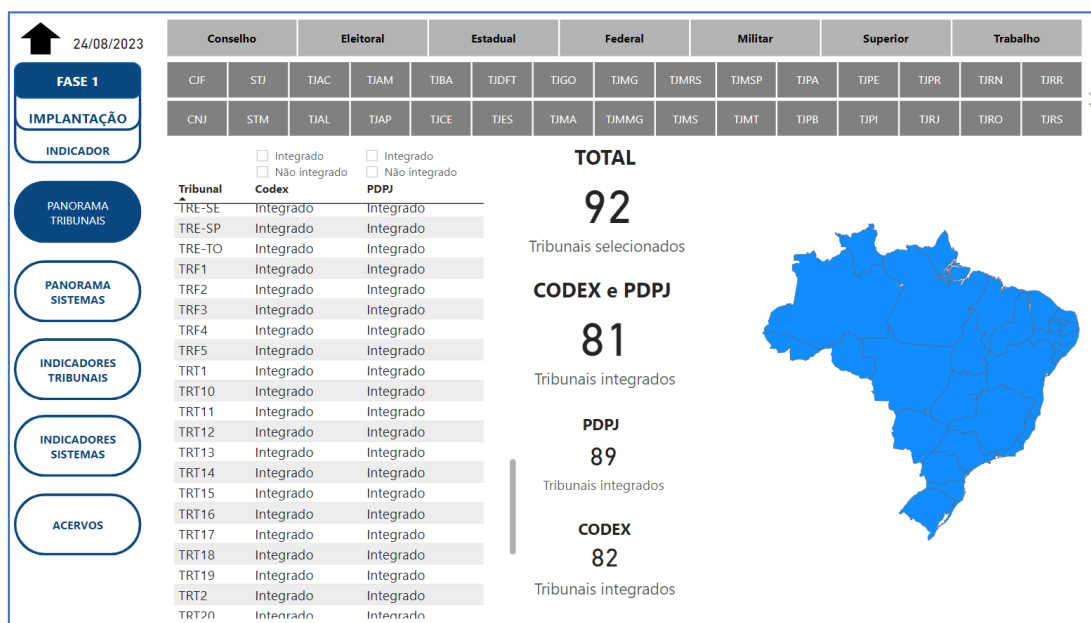 24/08/2023
Conselho Eleitoral Estadual Federal Militar Superior Trabalho
CJF STJ TJAC TJAM TJBA TJDFT TJGO TJMG TJMRS TJMSP TJPA TJPE TJPR TJRN TJRR
CNJ STM TJAL TJAP TJCE TJES TJMA TJMMG TJMS TJMT TJPB TJPI TJRJ TJRO TJRS
FASE 1
IMPLANTAÇÃO
INDICADOR
PANORAMA
TRIBUNAIS
PANORAMA
SISTEMAS
INDICADORES
TRIBUNAIS
INDICADORES
SISTEMAS
ACERVOS
Integrado Integrado
Não integrado Não integrado
Tribunal Codex PDPJ
TRE-SE Integrado Integrado
TRE-SP Integrado Integrado
TRE-TO Integrado Integrado
TRF1 Integrado Integrado
TRF2 Integrado Integrado
TRF3 Integrado Integrado
TRF4 Integrado Integrado
TRF5 Integrado Integrado
TRT1 Integrado Integrado
TRT10 Integrado Integrado
TRT11 Integrado Integrado
TRT12 Integrado Integrado
TRT13 Integrado Integrado
TRT14 Integrado Integrado
TRT15 Integrado Integrado
TRT16 Integrado Integrado
TRT17 Integrado Integrado
TRT18 Integrado Integrado
TRT19 Integrado Integrado
TRT2 Integrado Integrado
TRT20 Integrado Integrado
TOTAL
92
Tribunais selecionados
CODEX e PDPJ
81
Tribunais integrados
PDPJ
89
Tribunais integrados
CODEX
82
Tribunais integrados